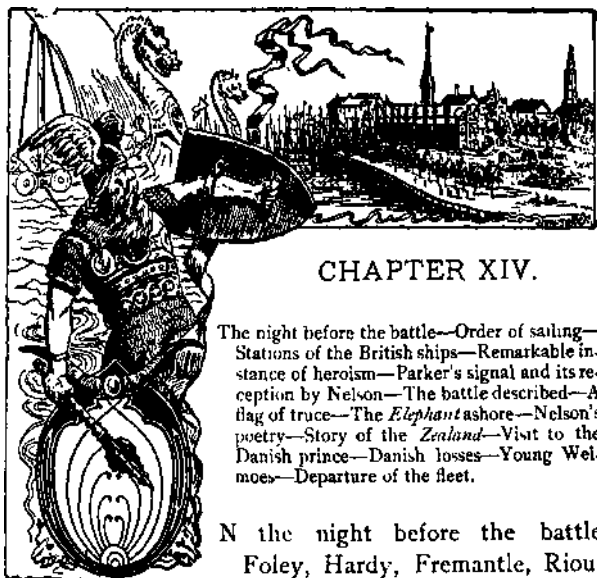 CHAPTER XIV.
The night before the battle—Order of sailing—
Stations of the British ships—Remarkable in-
stance of heroism—Parker's signal and its re-
ception by Nelson—The battle described—A
flag of truce—The Elephant ashore—Nelson's
poetry—Story of the Zealand—Visit to the
Danish prince—Danish losses—Young Wel-
moes—Departure of the fleet.
ON the night before the battle
Foley, Hardy, Fremantle, Riou